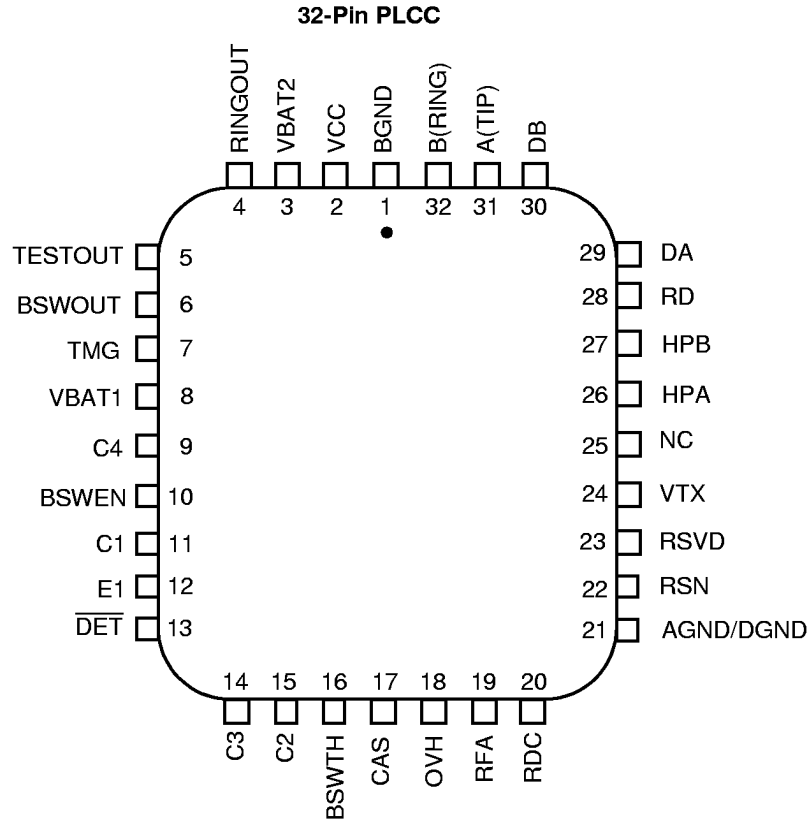 32-Pin PLCC
RINGOUT
VBAT2
VCC
BGND
B(RING)
A(TIP)
DB
4 3 2 1 32 31 30
TESTOUT 5
BSWOUT 6
TMG 7
VBAT1 8
C4 9
BSWEN 10
C1 11
E1 12
DET 13
29 DA
28 RD
27 HPB
26 HPA
25 NC
24 VTX
23 RSVD
22 RSN
21 AGND/DGND
14 15 16 17 18 19 20
C3
C2
BSWTH
CAS
OVH
RFA
RDC